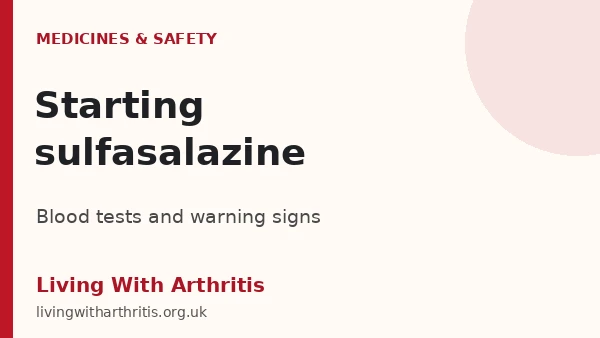 MEDICINES & SAFETY
Starting
sulfasalazine
Blood tests and warning signs
Living With Arthritis
livingwitharthritis.org.uk